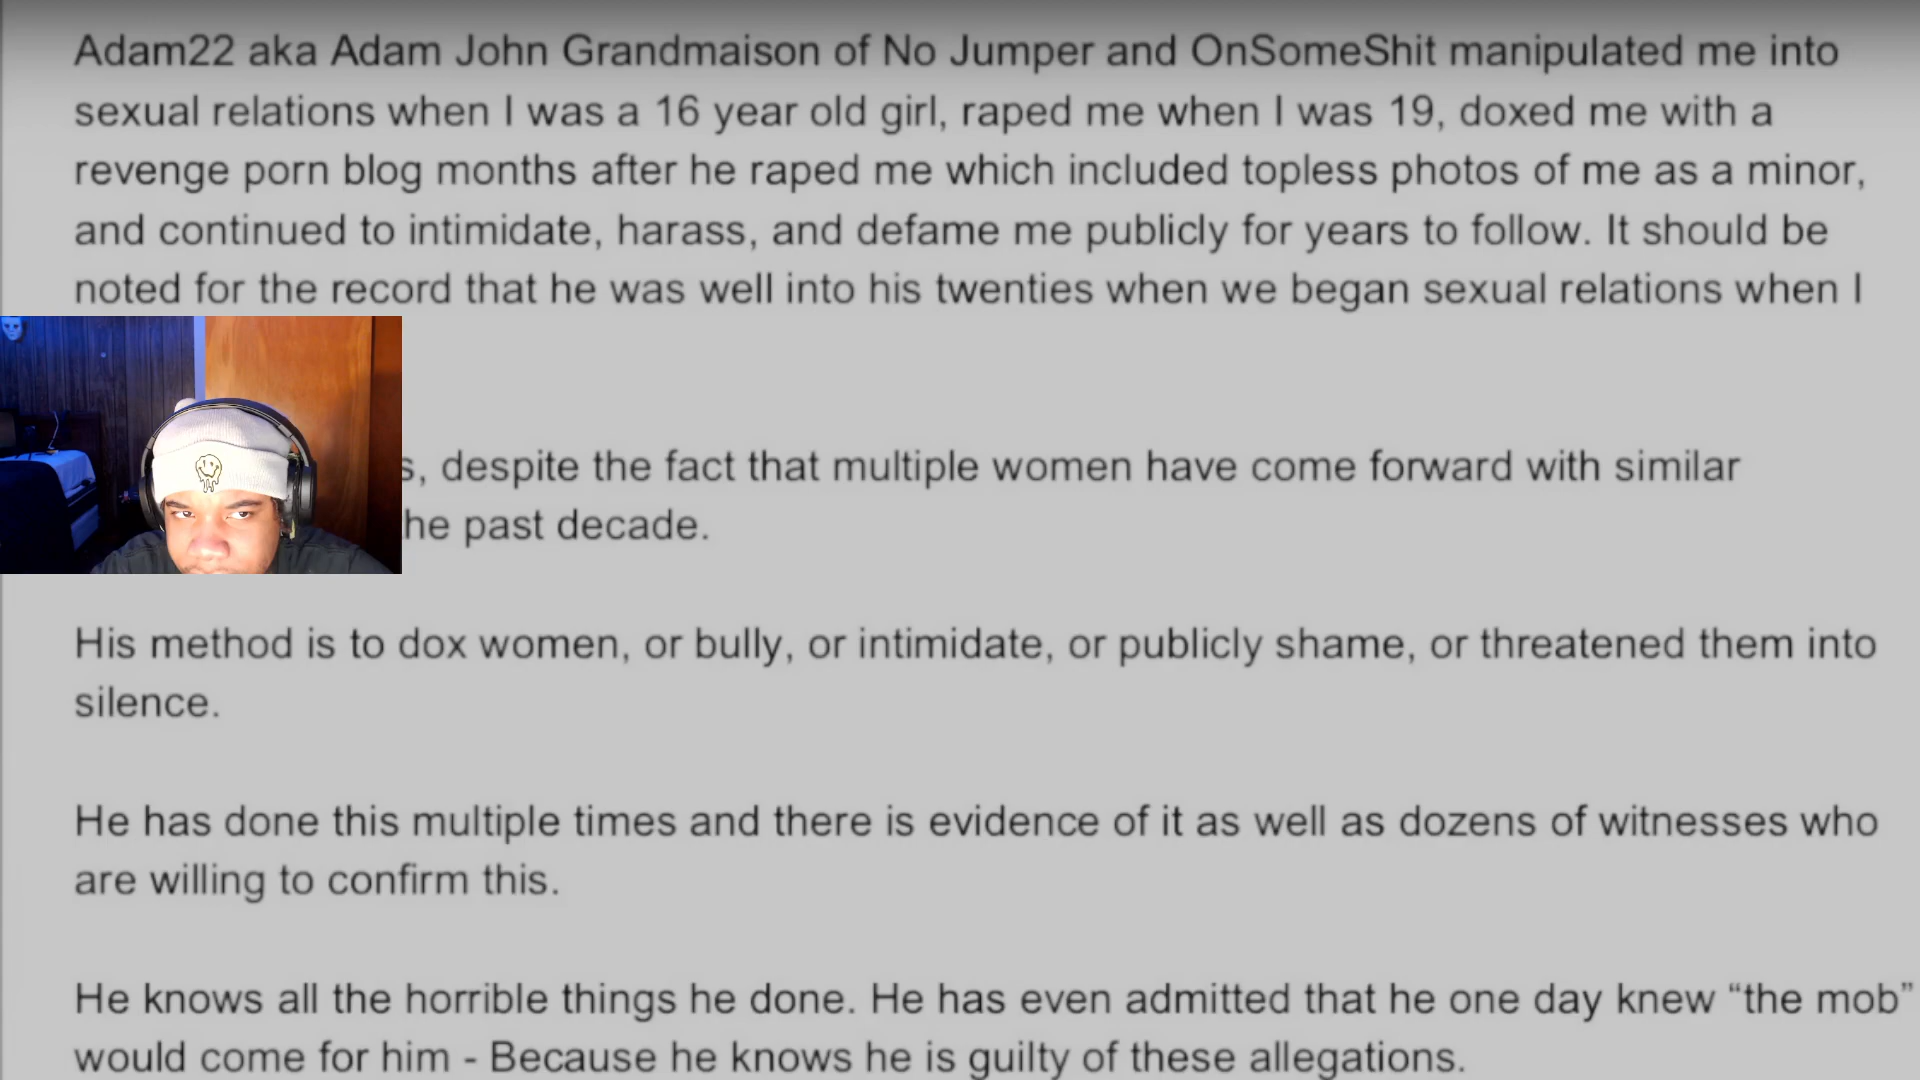 Adam22 aka Adam John Grandmaison of No Jumper and OnSomeShit manipulated me into
sexual relations when I was a 16 year old girl, raped me when I was 19, doxed me with a
revenge porn blog months after he raped me which included topless photos of me as a minor,
and continued to intimidate, harass, and defame me publicly for years to follow. It should be
noted for the record that he was well into his twenties when we began sexual relations when I
s, despite the fact that multiple women have come forward with similar
he past decade.
His method is to dox women, or bully, or intimidate, or publicly shame, or threatened them into
silence.
He has done this multiple times and there is evidence of it as well as dozens of witnesses who
are willing to confirm this.
He knows all the horrible things he done. He has even admitted that he one day knew “the mob”
would come for him - Because he knows he is guilty of these allegations.